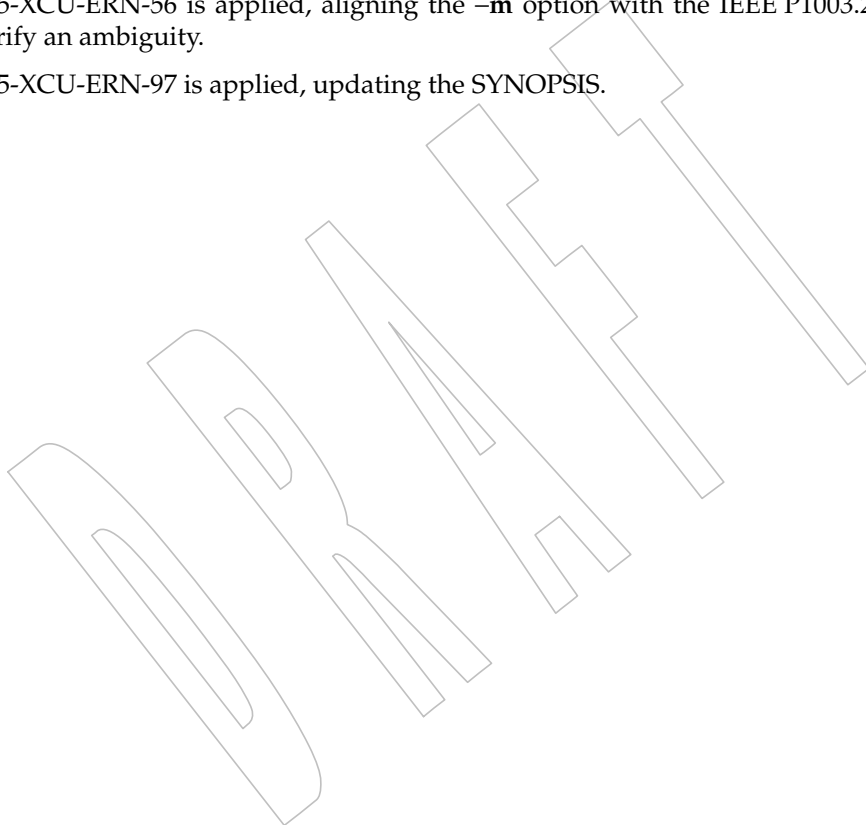 5-XCU-ERN-56 is applied, aligning the –m option with the IEEE P1003.2
rify an ambiguity.
5-XCU-ERN-97 is applied, updating the SYNOPSIS.
DRAFT